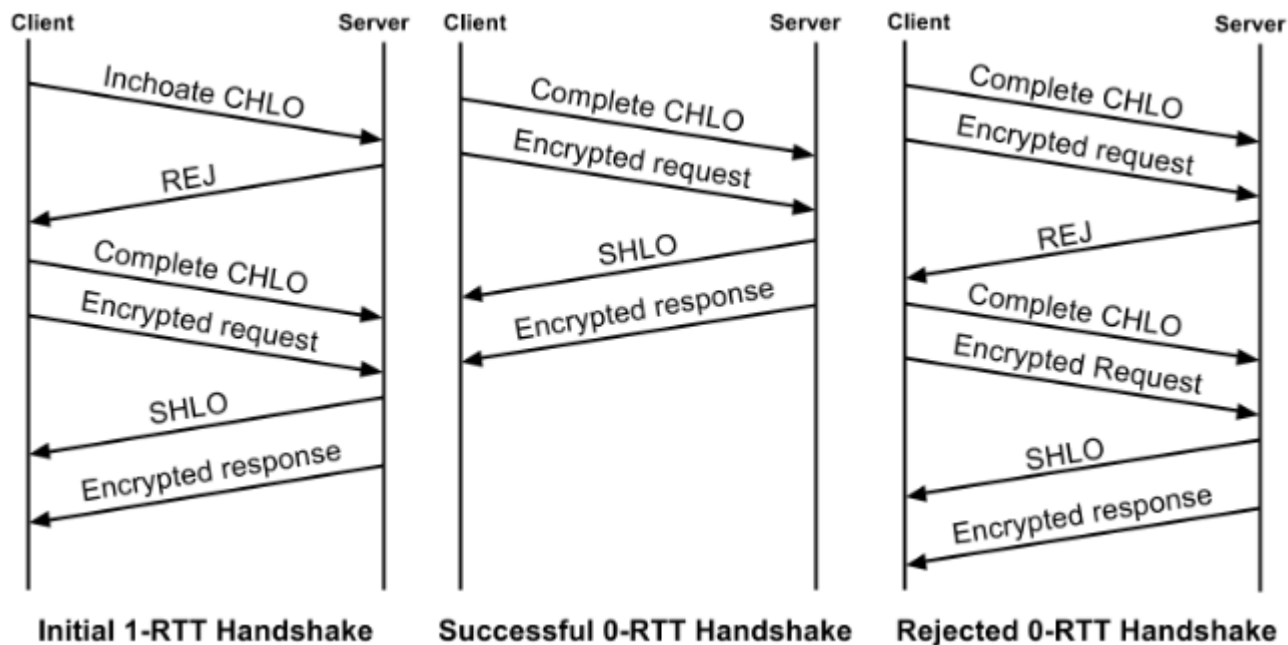 Client
Server
Inchoate CHLO
REJ
Complete CHLO
Encrypted request
SHLO
Encrypted response
Initial 1-RTT Handshake
Client
Server
Complete CHLO
Encrypted request
SHLO
Encrypted response
Successful 0-RTT Handshake
Client
Server
Complete CHLO
Encrypted request
REJ
Complete CHLO
Encrypted Request
SHLO
Encrypted response
Rejected 0-RTT Handshake